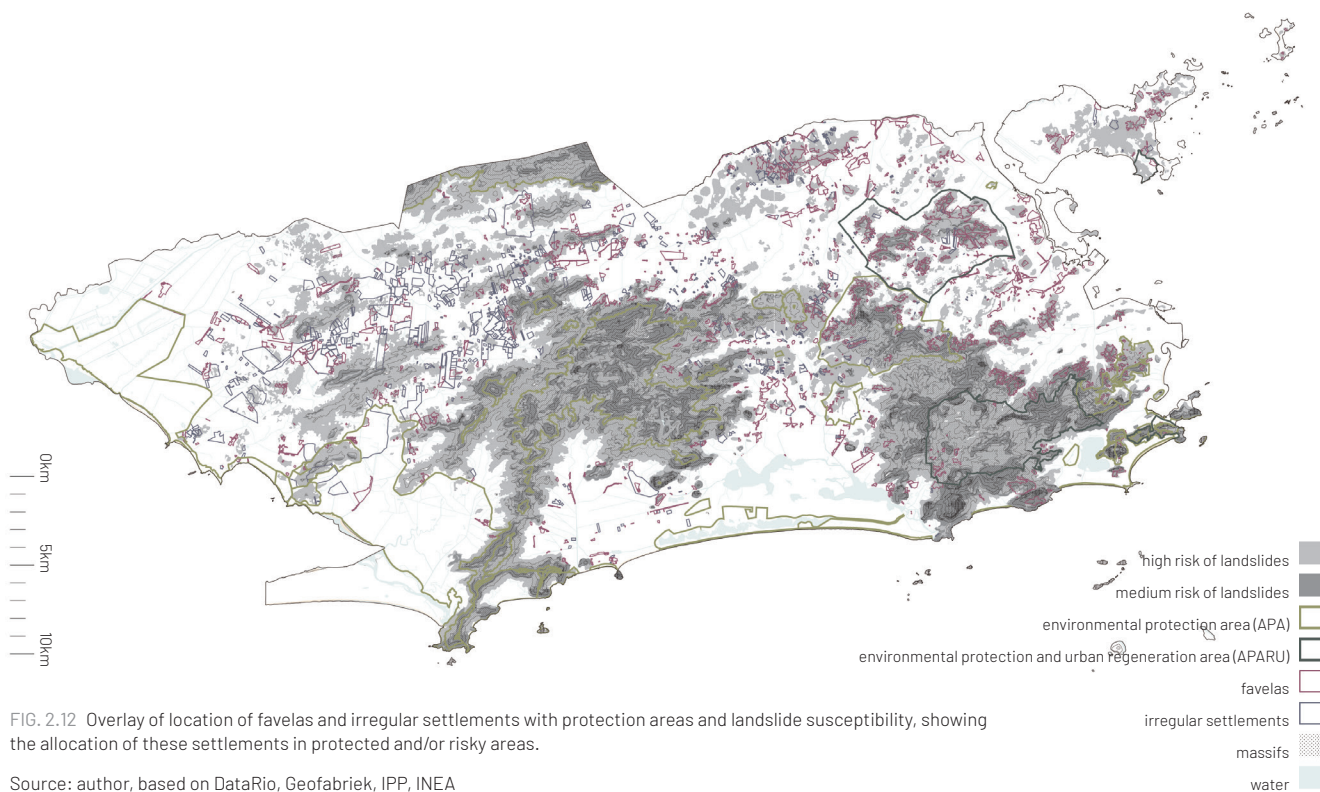 0km
5km
10km
high risk of landslides
medium risk of landslides
environmental protection area (APA)
environmental protection and urban regeneration area (APARU)
favelas
irregular settlements
massifs
water
FIG. 2.12 Overlay of location of favelas and irregular settlements with protection areas and landslide susceptibility, showing
the allocation of these settlements in protected and/or risky areas.
Source: author, based on DataRio, Geofabriek, IPP, INEA